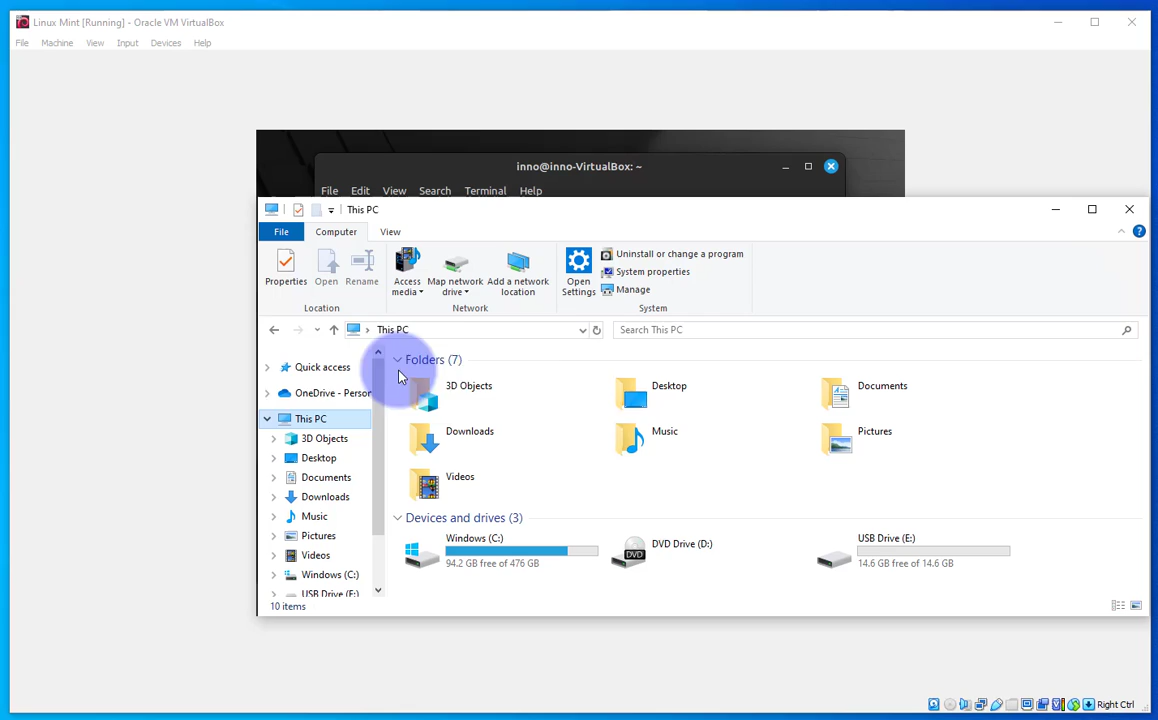 Linux Mint [Running] - Oracle VM VirtualBox
File Machine View Input Devices Help
inno@inno-VirtualBox: ~
File Edit View Search Terminal Help
This PC
File Computer View
Properties Open Rename Access media Map network drive Add a network location Open Settings
Uninstall or change a program
System properties
Manage
Location Network System
This PC
Search This PC
Quick access
OneDrive - Person
This PC
3D Objects
Desktop
Documents
Downloads
Music
Pictures
Videos
Windows (C:)
USB Drive (E:)
Folders (7)
3D Objects Desktop Documents
Downloads Music Pictures
Videos
Devices and drives (3)
Windows (C:)
94.2 GB free of 476 GB
DVD
DVD Drive (D:)
USB Drive (E:)
14.6 GB free of 14.6 GB
10 items
Right Ctrl